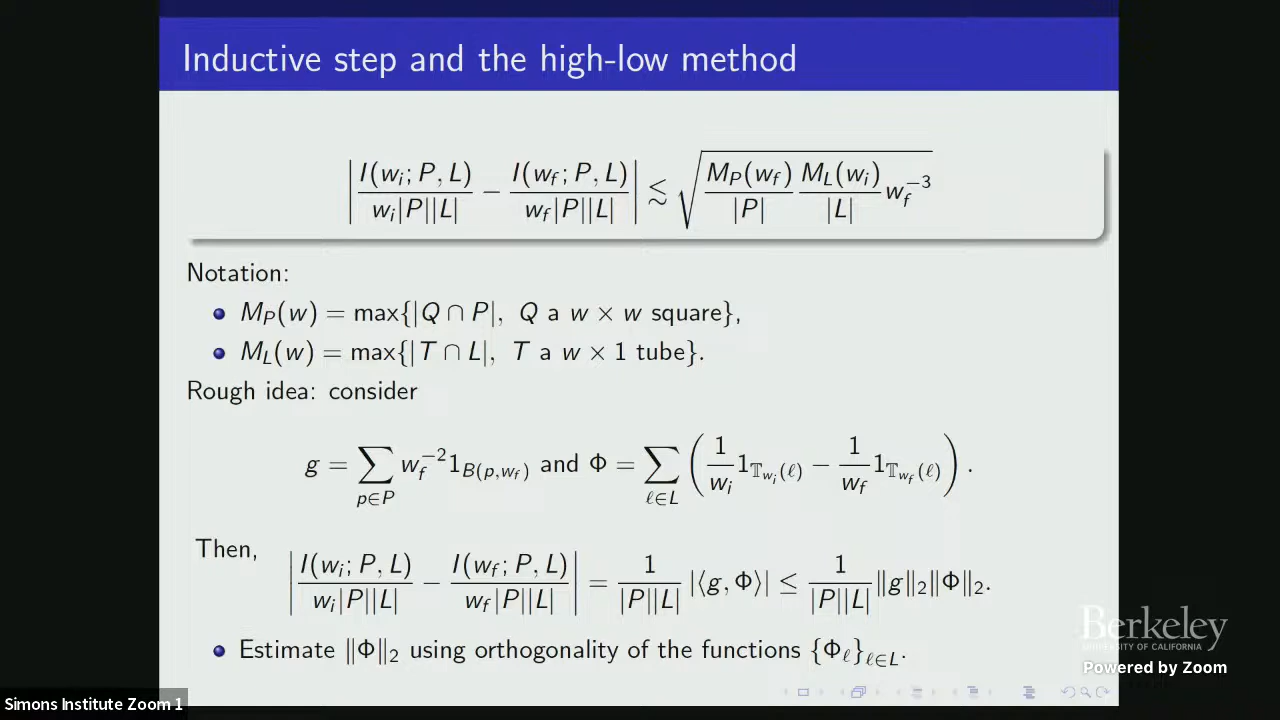 Inductive step and the high-low method
| I(w_i; P, L) / w_i|P||L| − I(w_f; P, L) / w_f|P||L| | ≲ √( M_P(w_f)/|P| M_L(w_i)/|L| w_f^{−3} )
Notation:
M_P(w) = max{|Q ∩ P|, Q a w × w square},
M_L(w) = max{|T ∩ L|, T a w × 1 tube}.
Rough idea: consider
g = ∑_{p∈P} w_f^{−2} 1_{B(p,w_f)} and Φ = ∑_{ℓ∈L} ( 1/w_i 1_{𝕋_{w_i}(ℓ)} − 1/w_f 1_{𝕋_{w_f}(ℓ)} ).
Then, | I(w_i; P, L) / w_i|P||L| − I(w_f; P, L) / w_f|P||L| | = 1/|P||L| |⟨g, Φ⟩| ≤ 1/|P||L| ‖g‖_2‖Φ‖_2.
Estimate ‖Φ‖_2 using orthogonality of the functions {Φ_ℓ}_{ℓ∈L}.
Berkeley
UNIVERSITY OF CALIFORNIA
Powered by Zoom
Simons Institute Zoom 1